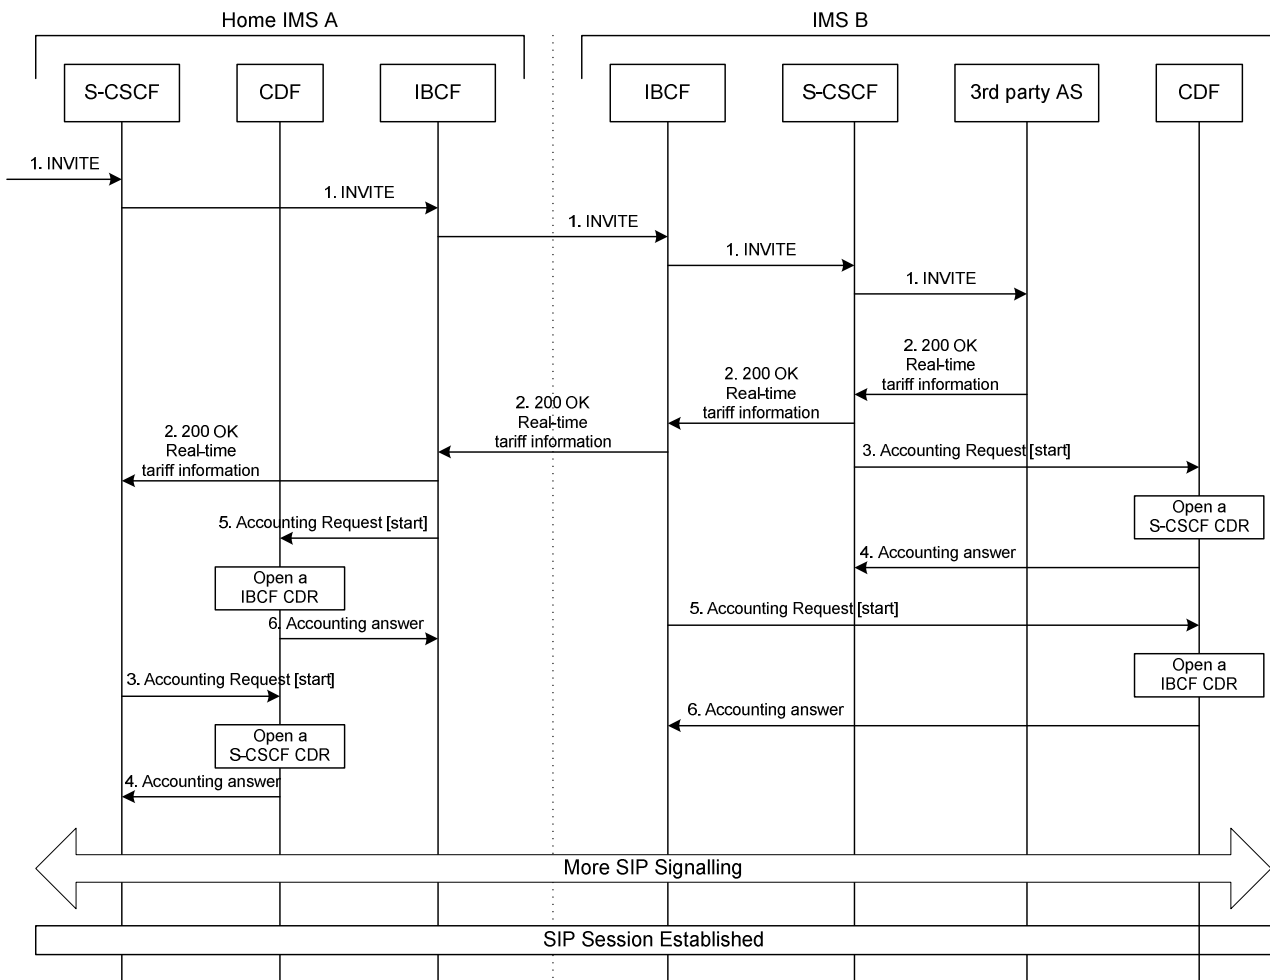 Home IMS A
IMS B
S-CSCF
CDF
IBCF
IBCF
S-CSCF
3rd party AS
CDF
1. INVITE
1. INVITE
1. INVITE
1. INVITE
1. INVITE
2. 200 OK
Real-time
tariff information
2. 200 OK
Real-time
tariff information
2. 200 OK
Real-time
tariff information
2. 200 OK
Real-time
tariff information
3. Accounting Request [start]
Open a
S-CSCF CDR
5. Accounting Request [start]
4. Accounting answer
Open a
IBCF CDR
5. Accounting Request [start]
6. Accounting answer
Open a
IBCF CDR
3. Accounting Request [start]
6. Accounting answer
Open a
S-CSCF CDR
4. Accounting answer
More SIP Signalling
SIP Session Established